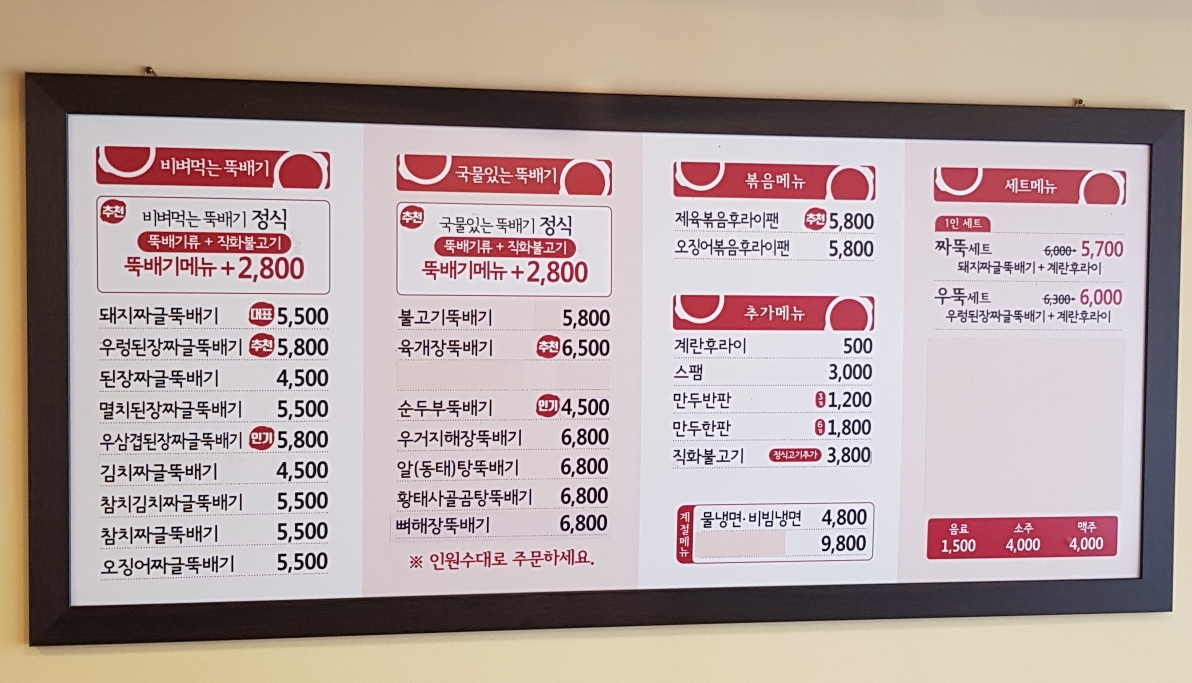 비벼먹는 뚝배기
추천
비벼먹는 뚝배기 정식
뚝배기류 + 직화불고기
뚝배기메뉴 +2,800
돼지짜글뚝배기 대표 5,500
우렁된장짜글뚝배기 추천 5,800
된장짜글뚝배기 4,500
멸치된장짜글뚝배기 5,500
우삼겹된장짜글뚝배기 인기 5,800
김치짜글뚝배기 4,500
참치김치짜글뚝배기 5,500
참치짜글뚝배기 5,500
오징어짜글뚝배기 5,500
국물있는 뚝배기
추천
국물있는 뚝배기 정식
뚝배기류 + 직화불고기
뚝배기메뉴 +2,800
불고기뚝배기 5,800
육개장뚝배기 추천 6,500
순두부뚝배기 인기 4,500
우거지해장뚝배기 6,800
알(동태)탕뚝배기 6,800
황태사골곰탕뚝배기 6,800
뼈해장뚝배기 6,800
※ 인원수대로 주문하세요.
볶음메뉴
제육볶음후라이팬 추천 5,800
오징어볶음후라이팬 5,800
추가메뉴
계란후라이 500
스팸 3,000
만두반판 1,200
만두한판 1,800
직화불고기 정식고기추가 3,800
계절메뉴
물냉면·비빔냉면 4,800
9,800
세트메뉴
1인 세트
짜뚝세트 6,000 5,700
돼지짜글뚝배기 + 계란후라이
우뚝세트 6,300 6,000
우렁된장짜글뚝배기 + 계란후라이
음료 소주 맥주
1,500 4,000 4,000